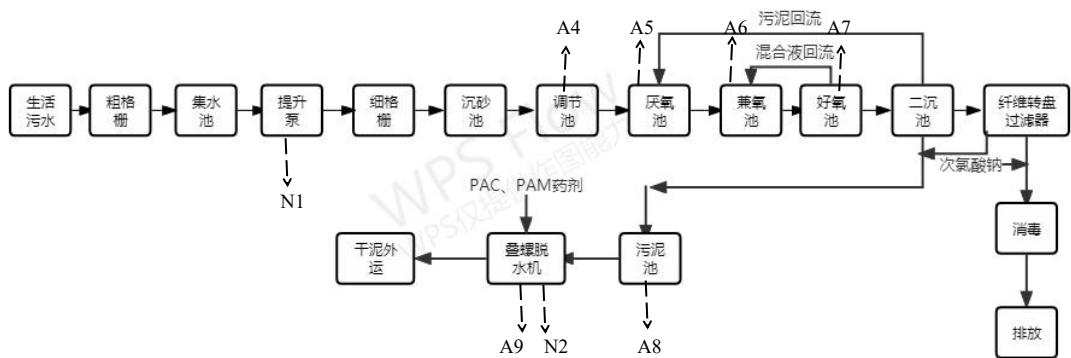 污泥回流
A4
A5
A6
A7
混合液回流
生活
污水
粗格
栅
集水
池
提升
泵
细格
栅
沉砂
池
调节
池
厌氧
池
兼氧
池
好氧
池
二沉
池
纤维转盘
过滤器
次氯酸钠
N1
PAC、PAM药剂
WPS Flow
干泥外
运
叠螺脱
水机
污泥
池
消毒
A9
N2
A8
排放